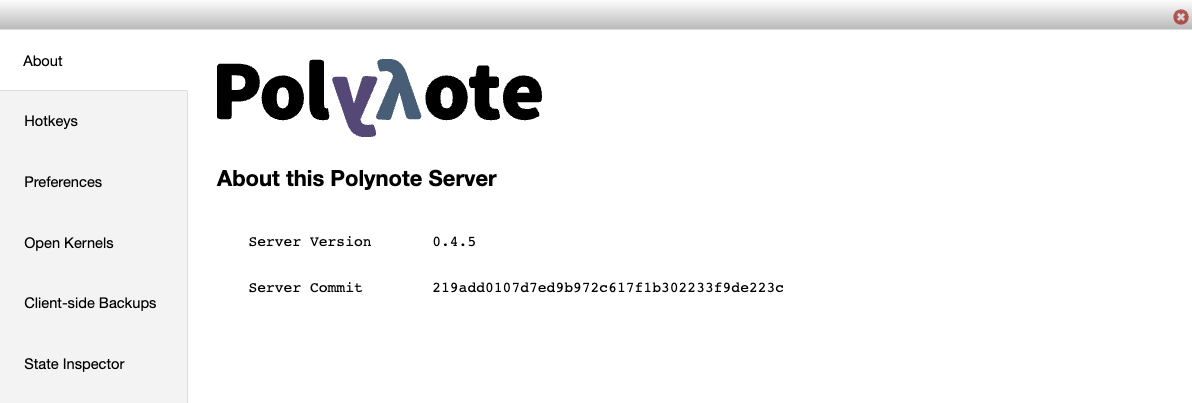 About
Hotkeys
Preferences
Open Kernels
Client-side Backups
State Inspector
Polyλote
About this Polynote Server
Server Version 0.4.5
Server Commit 219add0107d7ed9b972c617f1b302233f9de223c